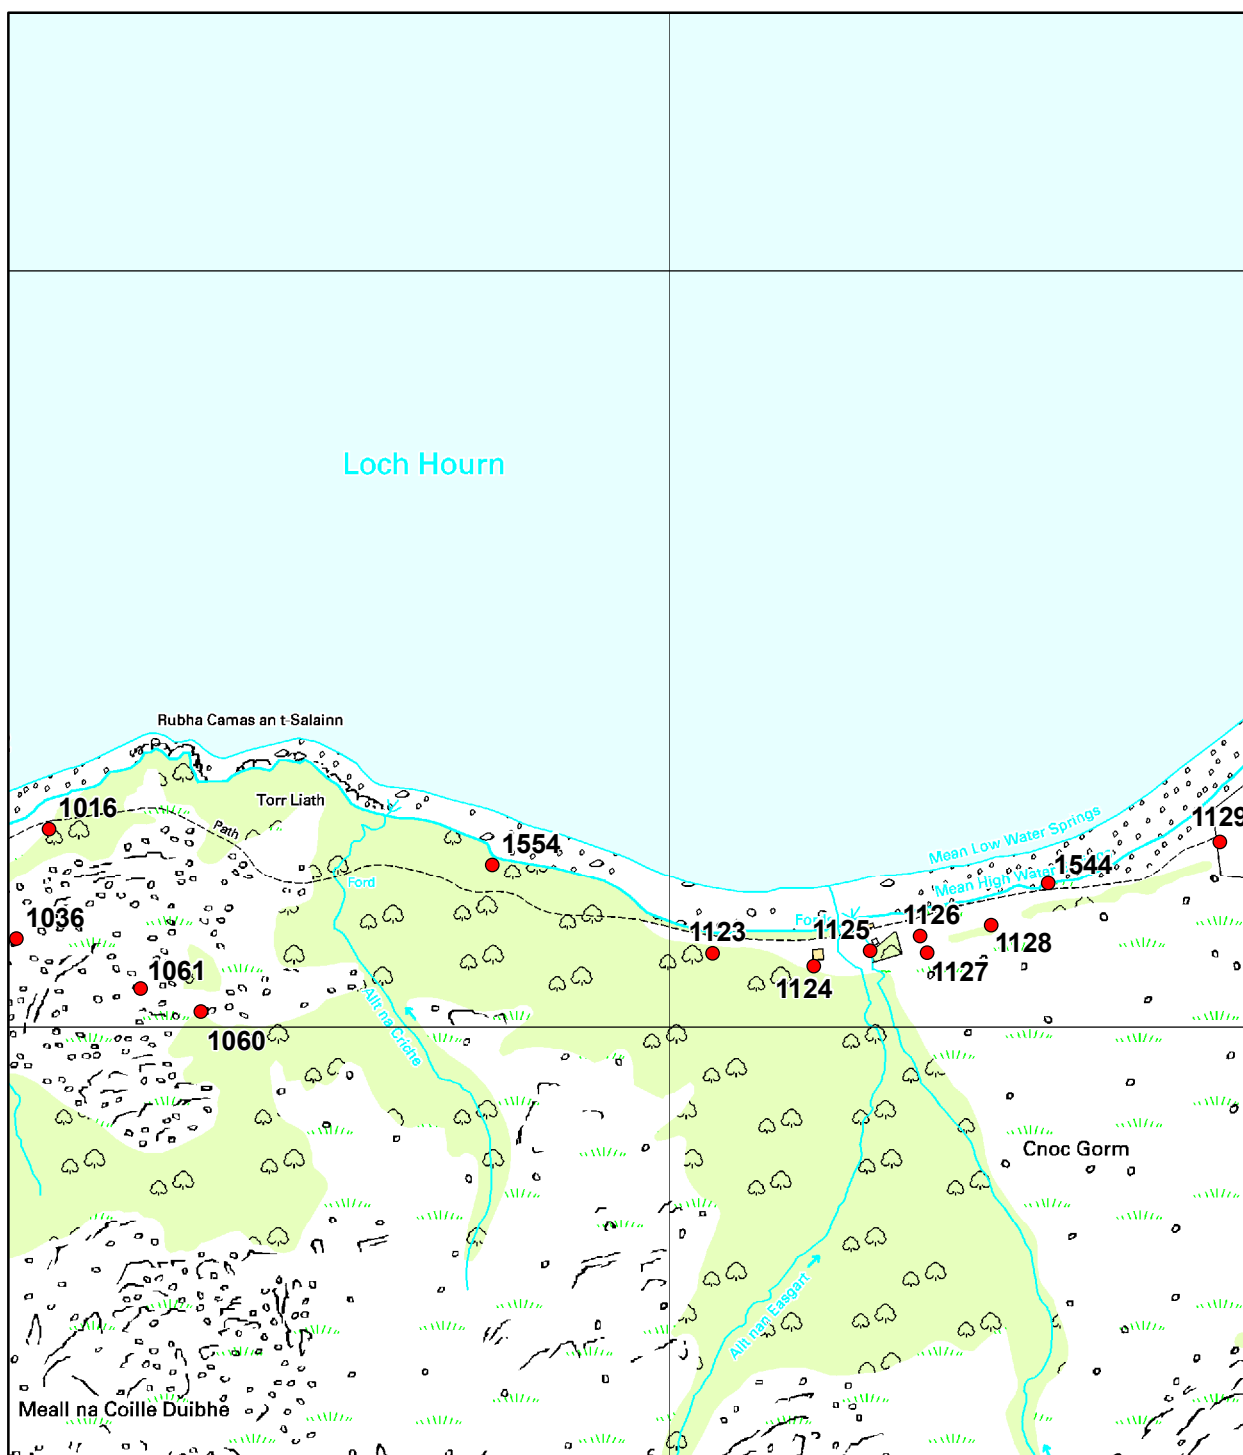 Loch Hourn
Rubha Camas an t-Salainn
Torr Liath
1016
Path
1554
Ford
Mean Low Water Springs
1129
Mean High Water
1544
1036
1061
1060
Allt na Criche
1123
1124
1125
1126
1127
1128
Cnoc Gorm
Allt nan Easgart
Meall na Coille Duibhe